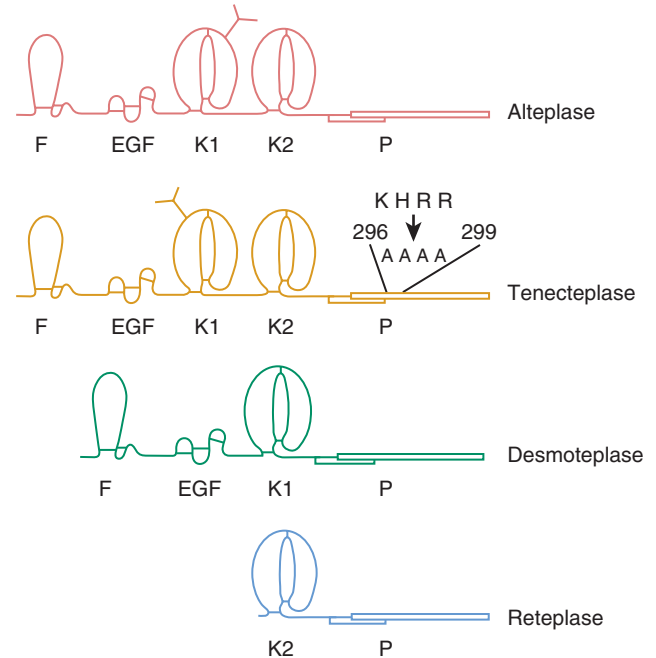 Alteplase
F EGF K1 K2 P
K H R R
296 299
A A A A
Tenecteplase
F EGF K1 K2 P
Desmoteplase
F EGF K1 P
Reteplase
K2 P